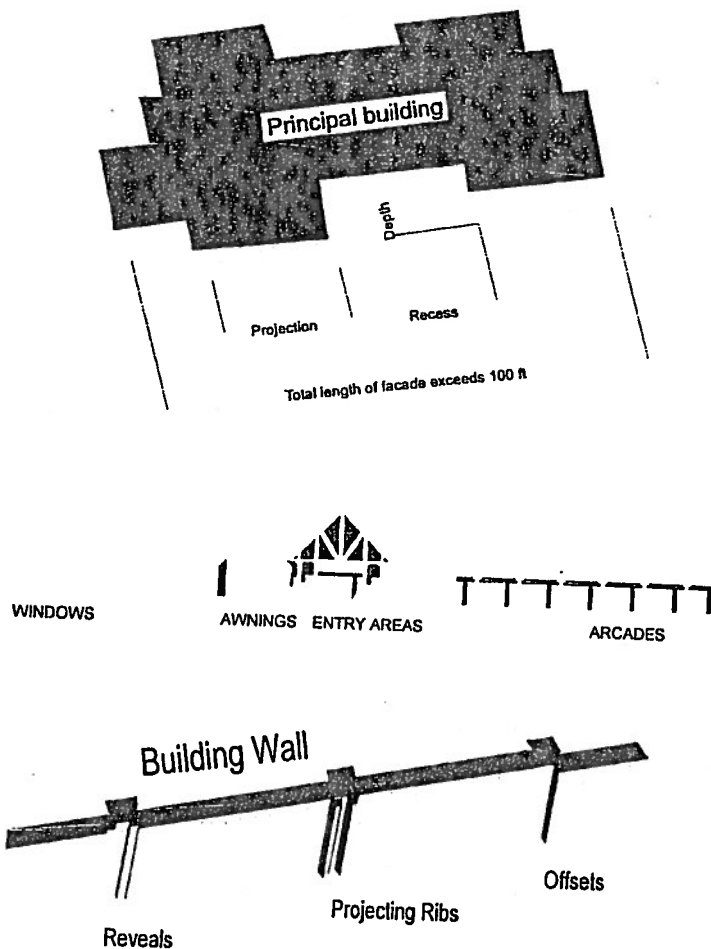 Principal building
Depth
Projection
Recess
Total length of facade exceeds 100 ft
WINDOWS
AWNINGS
ENTRY AREAS
ARCADES
Building Wall
Reveals
Projecting Ribs
Offsets